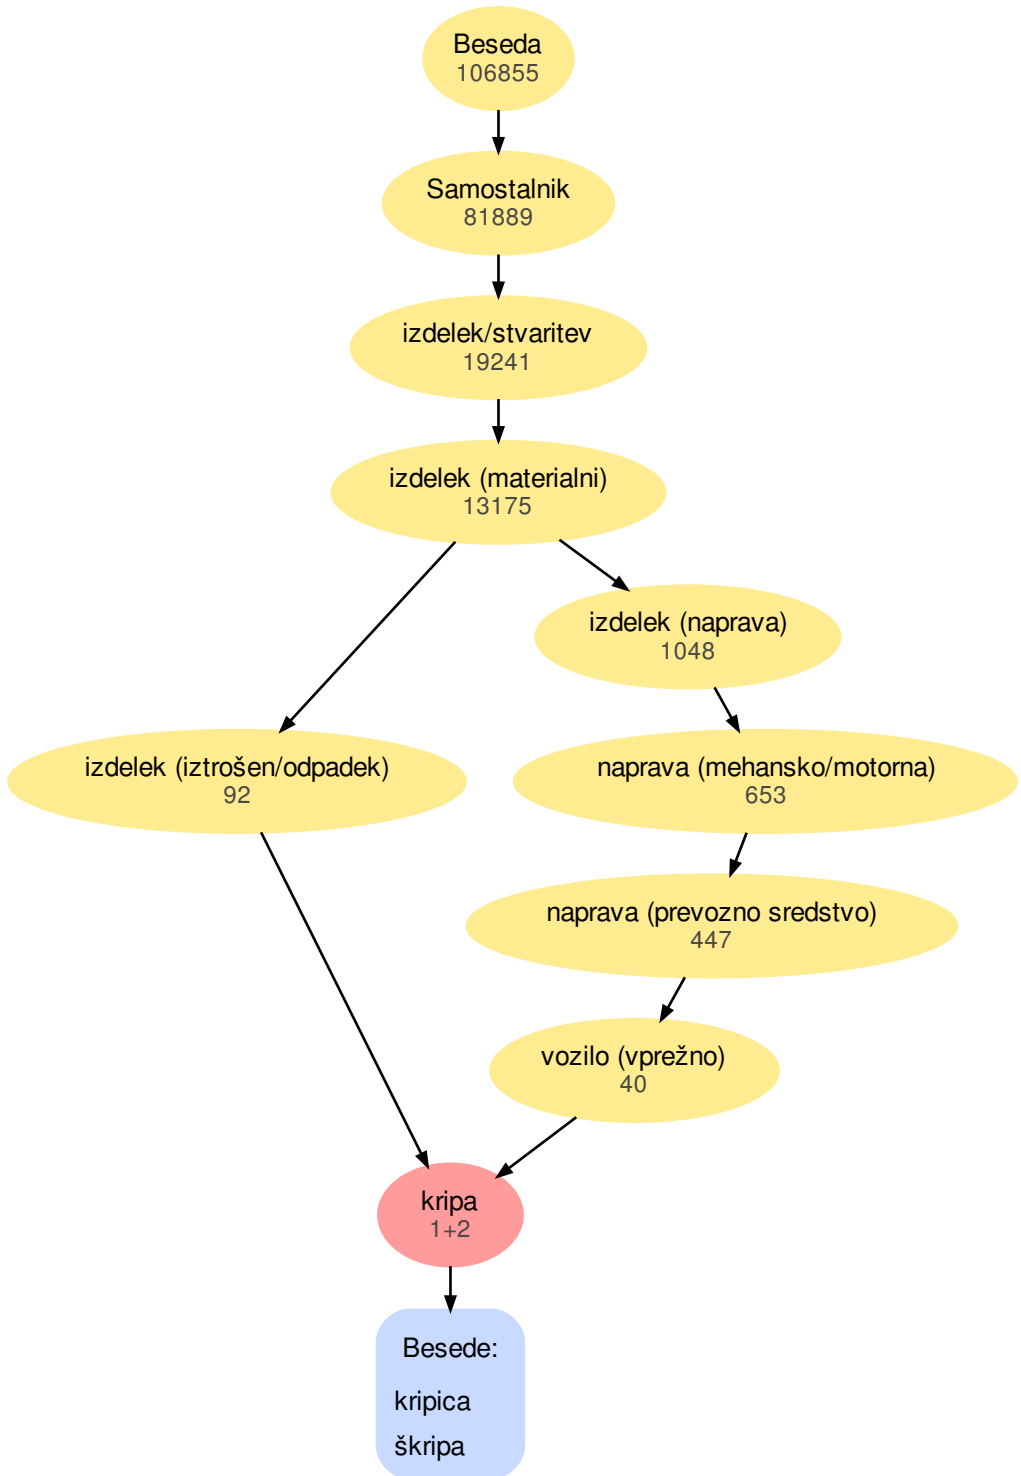 Beseda
106855
Samostalnik
81889
izdelek/stvaritev
19241
izdelek (materialni)
13175
izdelek (naprava)
1048
izdelek (iztrošen/odpadek)
92
naprava (mehansko/motorna)
653
naprava (prevozno sredstvo)
447
vozilo (vprežno)
40
kripa
1+2
Besede:
kripica
škripa